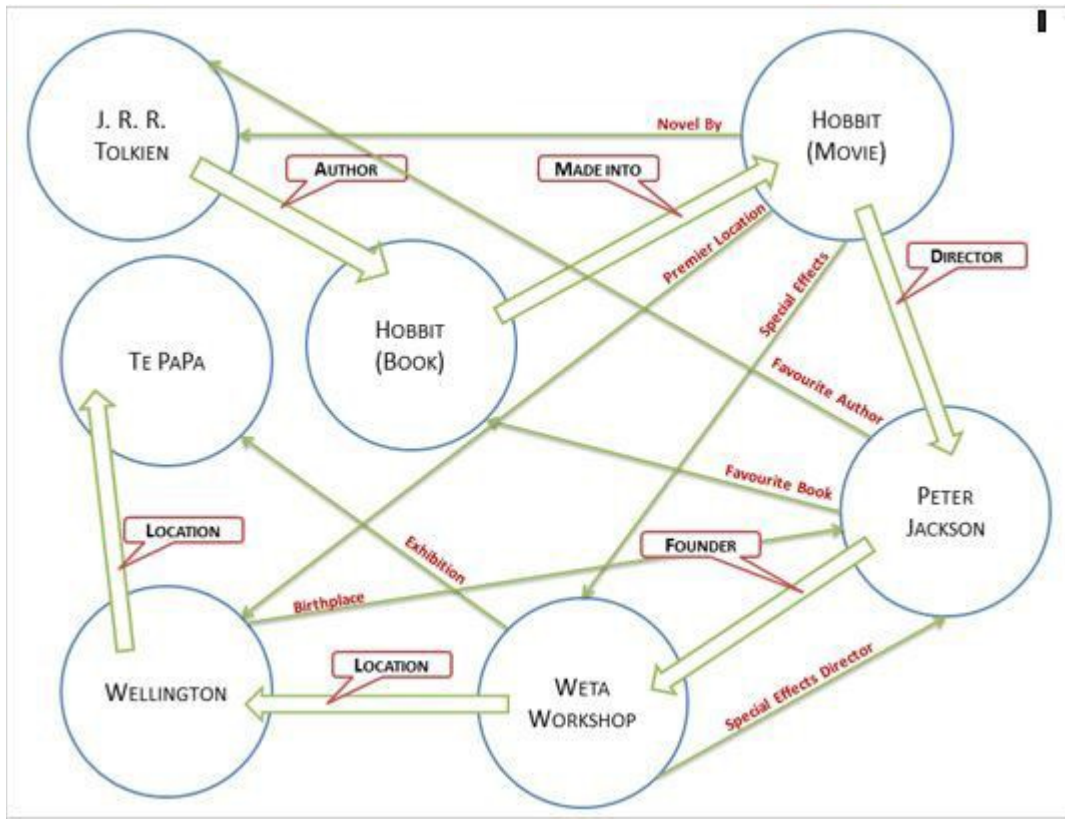 J. R. R.
TOLKIEN
Novel By
HOBBIT
(MOVIE)
AUTHOR
MADE INTO
Premier Location
Special Effects
DIRECTOR
TE PAPA
HOBBIT
(BOOK)
Favourite Author
Favourite Book
PETER
JACKSON
LOCATION
Exhibition
FOUNDER
Birthplace
WELLINGTON
LOCATION
WETA
WORKSHOP
Special Effects Director